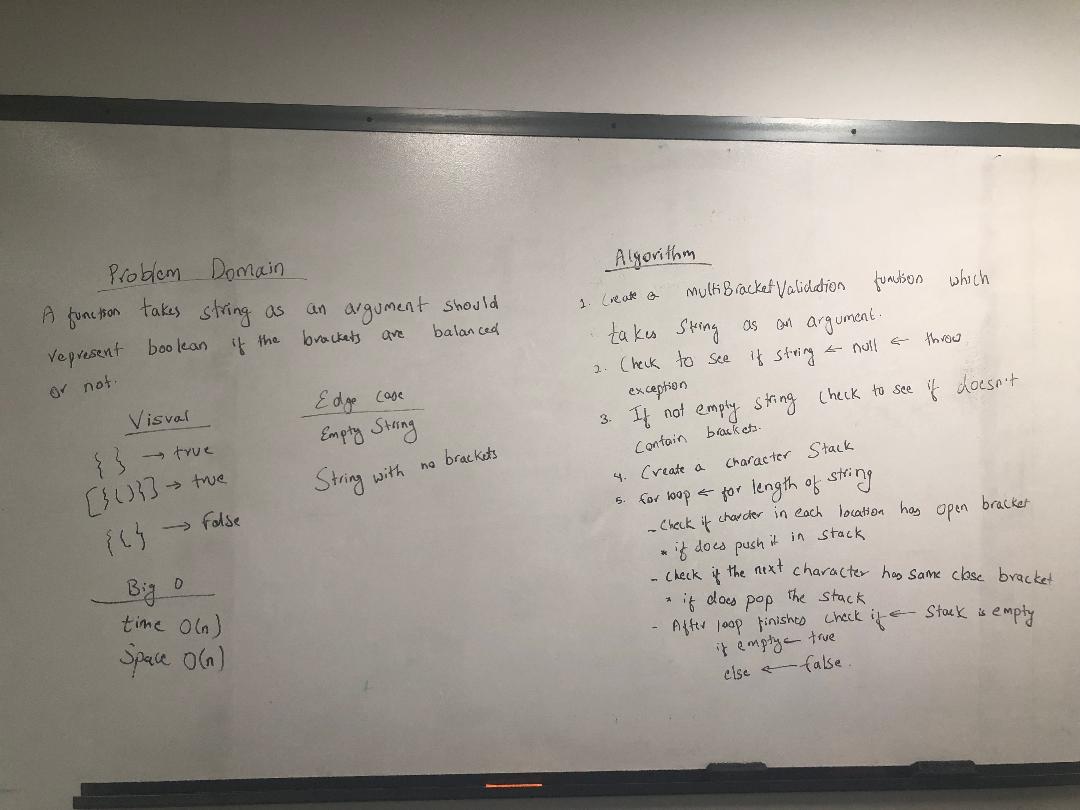 Problem Domain
A function takes string as an argument should
represent boolean if the brackets are balanced
or not.
Visual
{ } → true
[{()}] → true
{(} → false
Big O
time O(n)
Space O(n)
Edge Case
Empty String
String with no brackets
Algorithm
1. Create a multiBracketValidation function which
takes String as an argument.
2. Check to see if string ← null ← throw
exception
3. If not empty string check to see if doesn't
contain brackets.
4. Create a character Stack
5. for loop ← for length of string
- Check if charcter in each location has open bracket
* if does push it in stack
- check if the next character has same close bracket
* if does pop the stack
- After loop finishes check if ← Stack is empty
if empty ← true
else ← false.